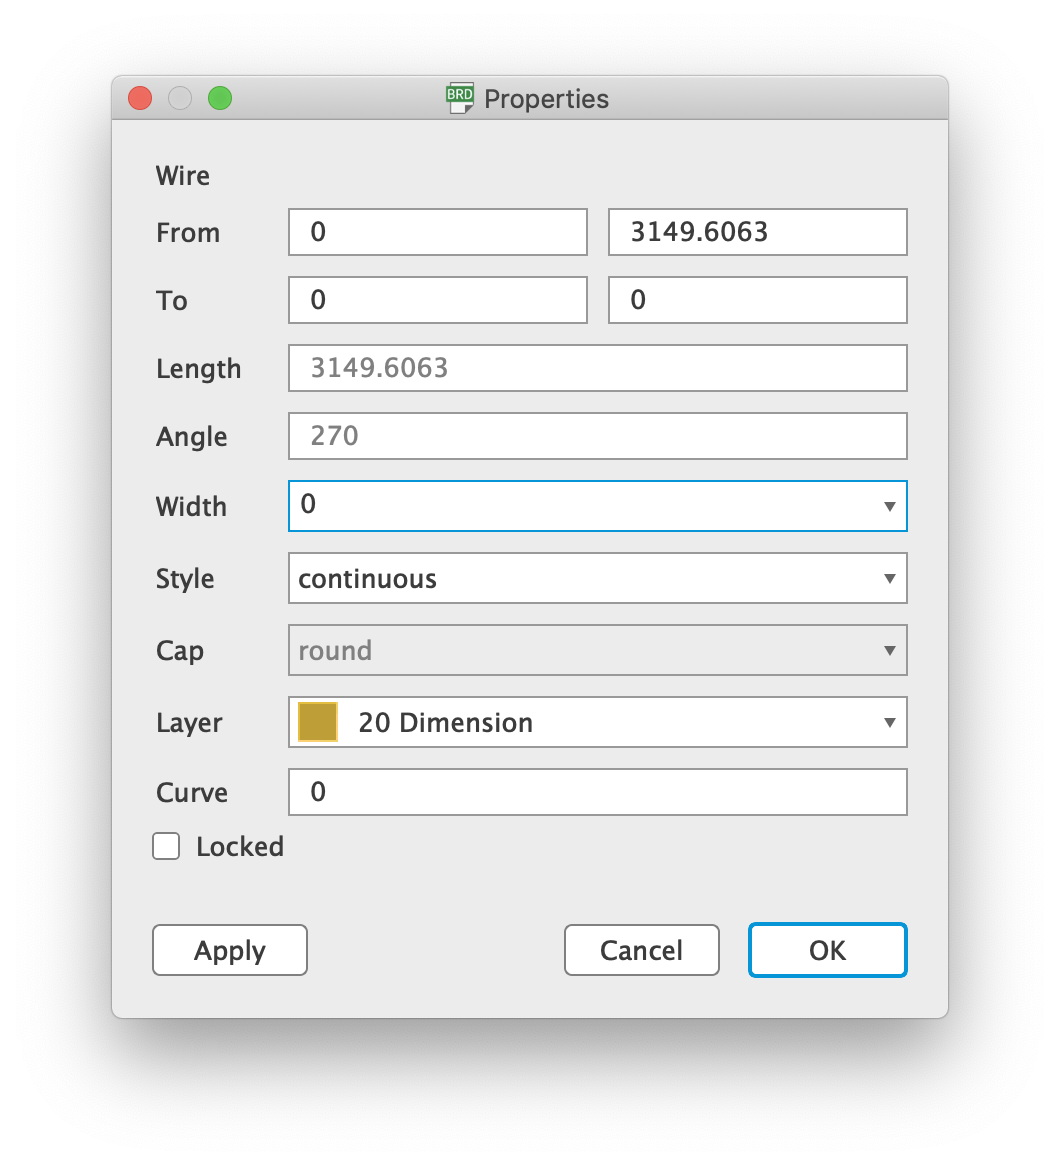 BRD Properties
Wire
From 0 3149.6063
To 0 0
Length 3149.6063
Angle 270
Width 0
Style continuous
Cap round
Layer 20 Dimension
Curve 0
Locked
Apply Cancel OK